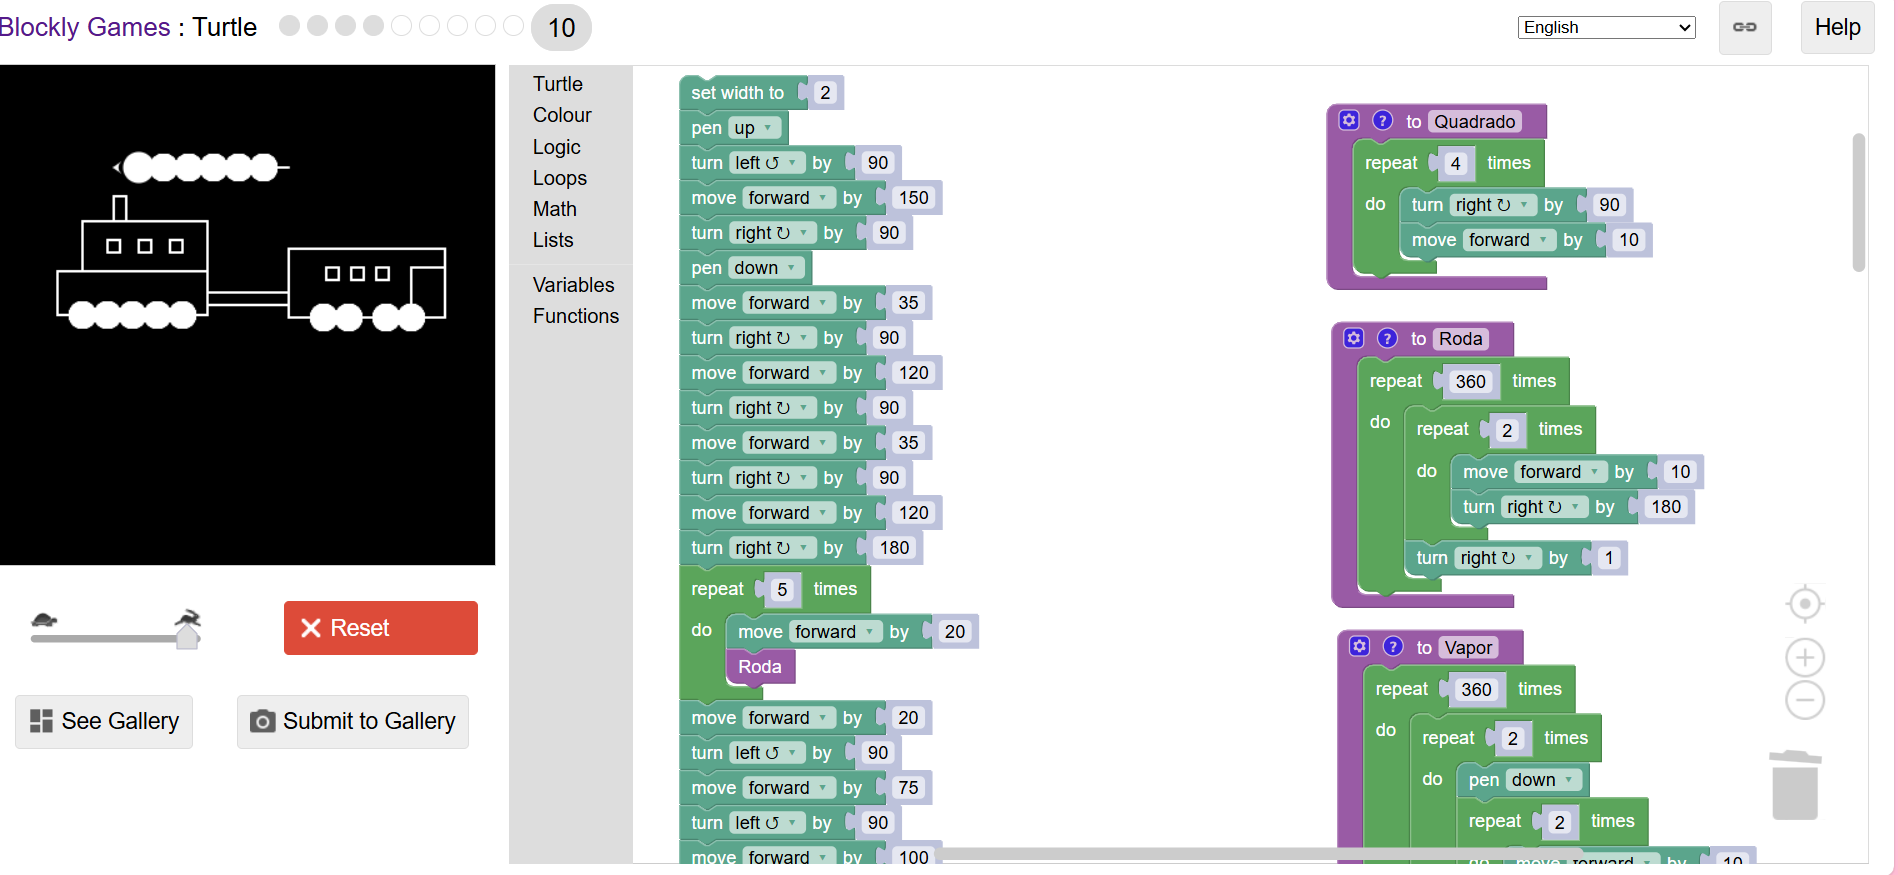 Blockly Games : Turtle
10
English
Help
Turtle
Colour
Logic
Loops
Math
Lists
Variables
Functions
set width to 2
pen up
turn left ↺ by 90
move forward by 150
turn right ↻ by 90
pen down
move forward by 35
turn right ↻ by 90
move forward by 120
turn right ↻ by 90
move forward by 35
turn right ↻ by 90
move forward by 120
turn right ↻ by 180
repeat 5 times
do move forward by 20
Roda
move forward by 20
turn left ↺ by 90
move forward by 75
turn left ↺ by 90
move forward by 100
? to Quadrado
repeat 4 times
do turn right ↻ by 90
move forward by 10
? to Roda
repeat 360 times
do repeat 2 times
do move forward by 10
turn right ↻ by 180
turn right ↻ by 1
? to Vapor
repeat 360 times
do repeat 2 times
do pen down
repeat 2 times
do move forward by 10
Reset
See Gallery
Submit to Gallery